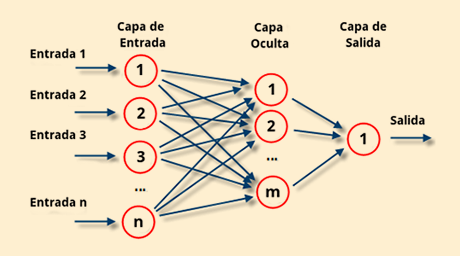 Capa de
Entrada
Capa
Oculta
Capa de
Salida
Entrada 1
1
Entrada 2
2
Entrada 3
3
...
Entrada n
n
1
2
...
m
1
Salida